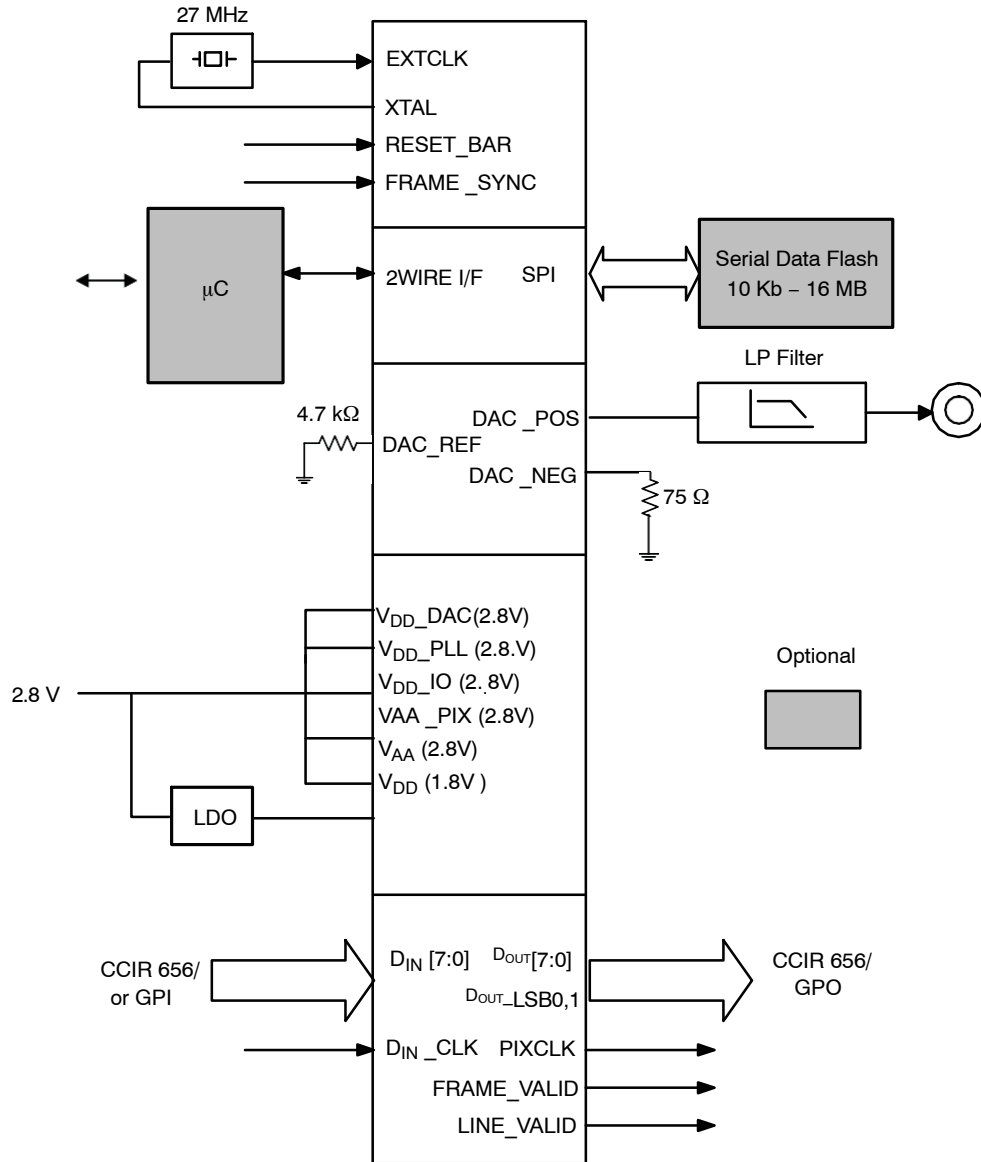 27 MHz
EXTCLK
XTAL
RESET_BAR
FRAME _SYNC
µC
2WIRE I/F
SPI
Serial Data Flash
10 Kb – 16 MB
LP Filter
4.7 kΩ
DAC_REF
DAC _POS
DAC _NEG
75 Ω
VDD_DAC(2.8V)
VDD_PLL (2.8.V)
VDD_IO (2..8V)
VAA _PIX (2.8V)
VAA (2.8V)
VDD (1.8V )
2.8 V
LDO
Optional
CCIR 656/
or GPI
DIN [7:0]
DOUT[7:0]
DOUT_LSB0,1
CCIR 656/
GPO
DIN _CLK
PIXCLK
FRAME_VALID
LINE_VALID